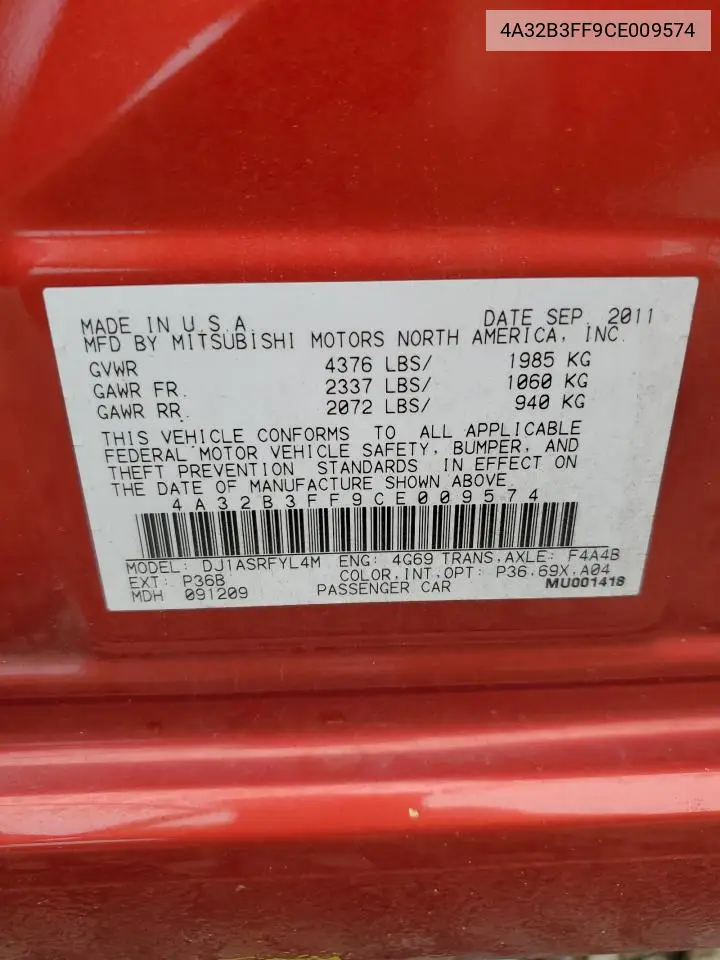 4A32B3FF9CE009574
MADE IN U.S.A. DATE SEP. 2011
MFD BY MITSUBISHI MOTORS NORTH AMERICA, INC.
GVWR 4376 LBS/ 1985 KG
GAWR FR. 2337 LBS/ 1060 KG
GAWR RR. 2072 LBS/ 940 KG
THIS VEHICLE CONFORMS TO ALL APPLICABLE
FEDERAL MOTOR VEHICLE SAFETY, BUMPER, AND
THEFT PREVENTION STANDARDS IN EFFECT ON
THE DATE OF MANUFACTURE SHOWN ABOVE.
4A32B3FF9CE009574
MODEL: DJ1ASRFYL4M ENG: 4G69 TRANS,AXLE: F4A4B
EXT: P36B COLOR,INT,OPT: P36,69X,A04
MDH 091209 PASSENGER CAR MU001418